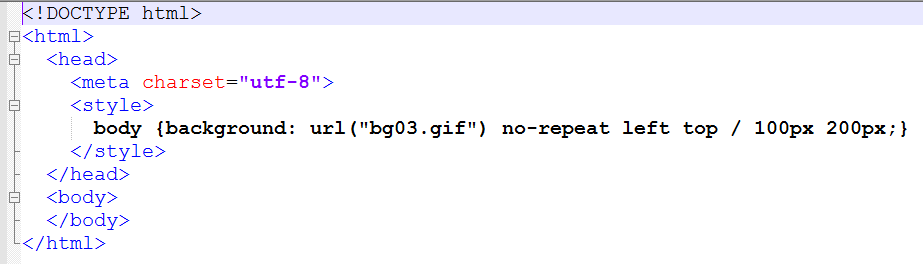 <!DOCTYPE html>
<html>
<head>
<meta charset="utf-8">
<style>
body {background: url("bg03.gif") no-repeat left top / 100px 200px;}
</style>
</head>
<body>
</body>
</html>